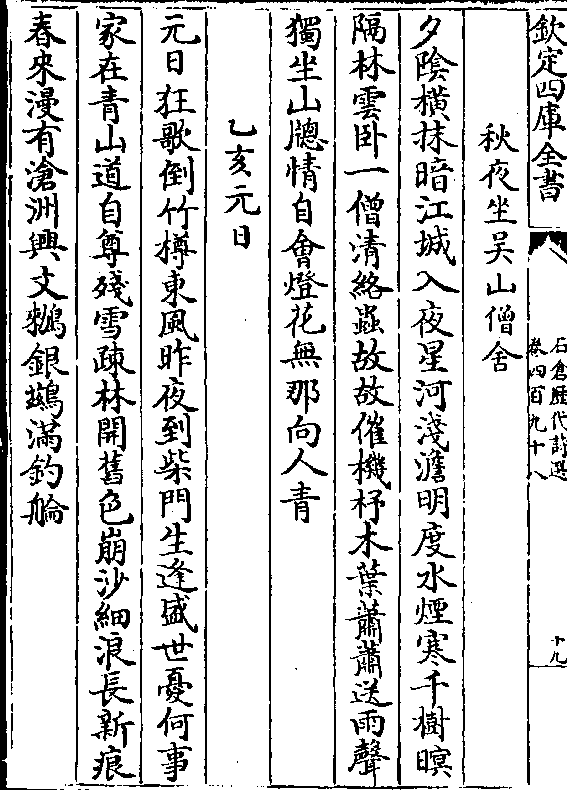 欽定四庫全書
石倉歷代詩選
卷四百九十八
十九
秋夜坐吴山僧舍
夕陰橫抹暗江城入夜星河淺澹明度水煙寒千樹暝
隔林雲卧一僧清絡蟲故故催機杼木葉蕭蕭送雨聲
獨坐山牕情自會燈花無那向人青
乙亥元日
元日狂歌倒竹樽東風昨夜到柴門生逢盛世憂何事
家在青山道自尊殘雪疎林開舊色崩沙細浪長新痕
春來漫有滄洲興文鷘銀鷀滿釣艙